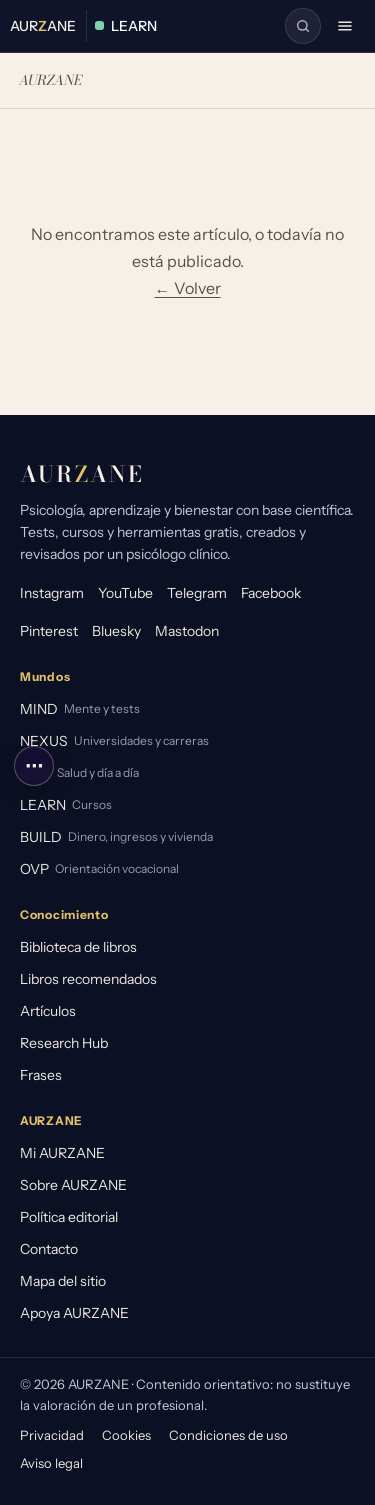 AURZANE LEARN
AURZANE
No encontramos este artículo, o todavía no
está publicado.
← Volver
AURZANE
Psicología, aprendizaje y bienestar con base científica.
Tests, cursos y herramientas gratis, creados y
revisados por un psicólogo clínico.
Instagram YouTube Telegram Facebook
Pinterest Bluesky Mastodon
Mundos
MIND Mente y tests
NEXUS Universidades y carreras
Salud y día a día
LEARN Cursos
BUILD Dinero, ingresos y vivienda
OVP Orientación vocacional
Conocimiento
Biblioteca de libros
Libros recomendados
Artículos
Research Hub
Frases
AURZANE
Mi AURZANE
Sobre AURZANE
Política editorial
Contacto
Mapa del sitio
Apoya AURZANE
© 2026 AURZANE · Contenido orientativo: no sustituye
la valoración de un profesional.
Privacidad Cookies Condiciones de uso
Aviso legal